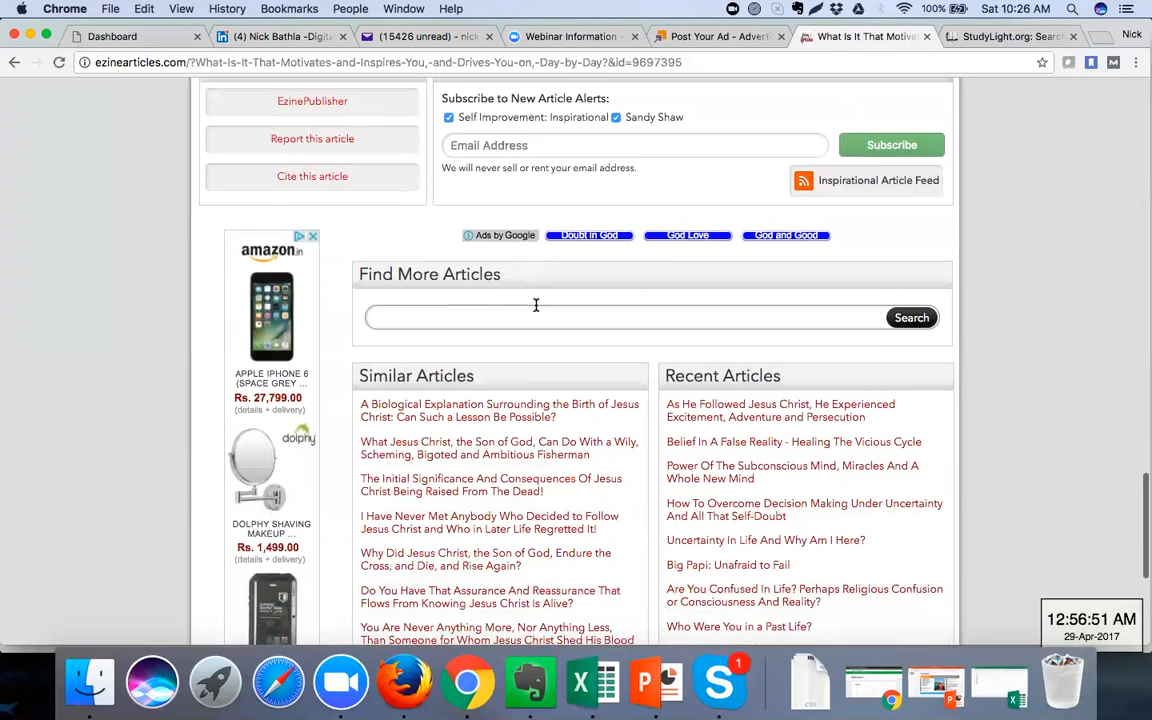 Chrome File Edit View History Bookmarks People Window Help 100% Sat 10:26 AM
Dashboard (4) Nick Bathla -Digita (15426 unread) - nick Webinar Information - Post Your Ad - Advert What Is It That Motiva StudyLight.org: Searc Nick
ezinearticles.com/?What-Is-It-That-Motivates-and-Inspires-You,-and-Drives-You-on,-Day-by-Day?&id=9697395
EzinePublisher
Report this article
Cite this article
Subscribe to New Article Alerts:
Self Improvement: Inspirational Sandy Shaw
Email Address Subscribe
We will never sell or rent your email address.
Inspirational Article Feed
Ads by Google Doubt in God God Love God and Good
amazon.in
APPLE IPHONE 6
(SPACE GREY ...
Rs. 27,799.00
(details + delivery)
dolphy
DOLPHY SHAVING
MAKEUP ...
Rs. 1,499.00
(details + delivery)
Find More Articles
Search
Similar Articles
A Biological Explanation Surrounding the Birth of Jesus
Christ: Can Such a Lesson Be Possible?
What Jesus Christ, the Son of God, Can Do With a Wily,
Scheming, Bigoted and Ambitious Fisherman
The Initial Significance And Consequences Of Jesus
Christ Being Raised From The Dead!
I Have Never Met Anybody Who Decided to Follow
Jesus Christ and Who in Later Life Regretted It!
Why Did Jesus Christ, the Son of God, Endure the
Cross, and Die, and Rise Again?
Do You Have That Assurance And Reassurance That
Flows From Knowing Jesus Christ Is Alive?
You Are Never Anything More, Nor Anything Less,
Than Someone for Whom Jesus Christ Shed His Blood
Recent Articles
As He Followed Jesus Christ, He Experienced
Excitement, Adventure and Persecution
Belief In A False Reality - Healing The Vicious Cycle
Power Of The Subconscious Mind, Miracles And A
Whole New Mind
How To Overcome Decision Making Under Uncertainty
And All That Self-Doubt
Uncertainty In Life And Why Am I Here?
Big Papi: Unafraid to Fail
Are You Confused In Life? Perhaps Religious Confusion
or Consciousness And Reality?
Who Were You in a Past Life?
12:56:51 AM
29-Apr-2017
1
CSV